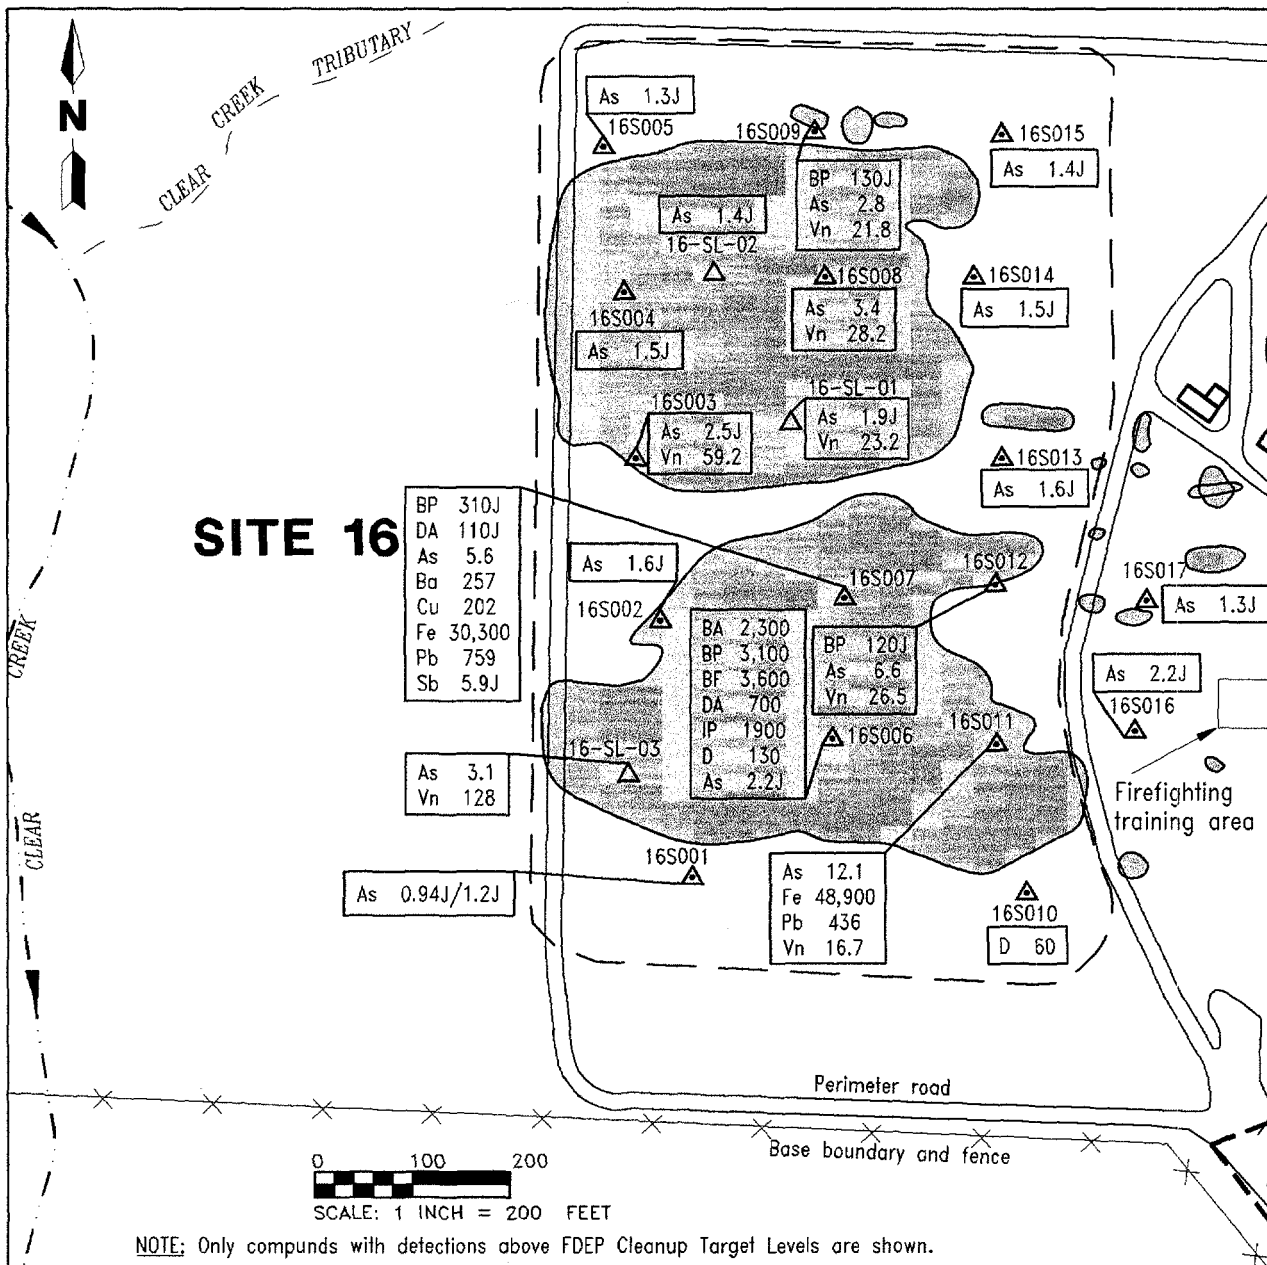 CLEAR CREEK TRIBUTARY
N
As 1.3J
16S005
16S009
BP 130J
As 2.8
Vn 21.8
16S015
As 1.4J
As 1.4J
16-SL-02
16S008
As 3.4
Vn 28.2
16S014
As 1.5J
16S004
As 1.5J
16S003
As 2.5J
Vn 59.2
16-SL-01
As 1.9J
Vn 23.2
16S013
As 1.6J
SITE 16
BP 310J
DA 110J
As 5.6
Ba 257
Cu 202
Fe 30,300
Pb 759
Sb 5.9J
As 1.6J
16S002
16S007
16S012
BA 2,300
BP 3,100
BF 3,600
DA 700
IP 1900
D 130
As 2.2J
BP 120J
As 6.6
Vn 26.5
16S017
As 1.3J
As 2.2J
16S016
16S006
16S011
16-SL-03
As 3.1
Vn 128
Firefighting
training area
CLEAR CREEK
16S001
As 0.94J/1.2J
As 12.1
Fe 48,900
Pb 436
Vn 16.7
16S010
D 60
Perimeter road
Base boundary and fence
0 100 200
SCALE: 1 INCH = 200 FEET
NOTE: Only compunds with detections above FDEP Cleanup Target Levels are shown.